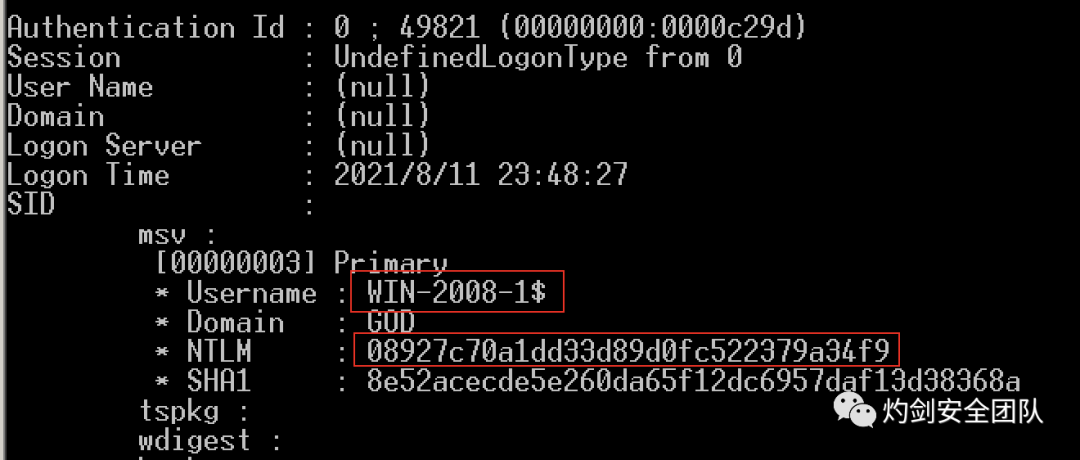 Authentication Id : 0 ; 49821 (00000000:0000c29d)
Session           : UndefinedLogonType from 0
User Name         : (null)
Domain            : (null)
Logon Server      : (null)
Logon Time        : 2021/8/11 23:48:27
SID               :
        msv :
         [00000003] Primary
         * Username : WIN-2008-1$
         * Domain   : GOD
         * NTLM     : 08927c70a1dd33d89d0fc522379a34f9
         * SHA1     : 8e52acecde5e260da65f12dc6957daf13d38368a
        tspkg :
        wdigest :
灼剑安全团队